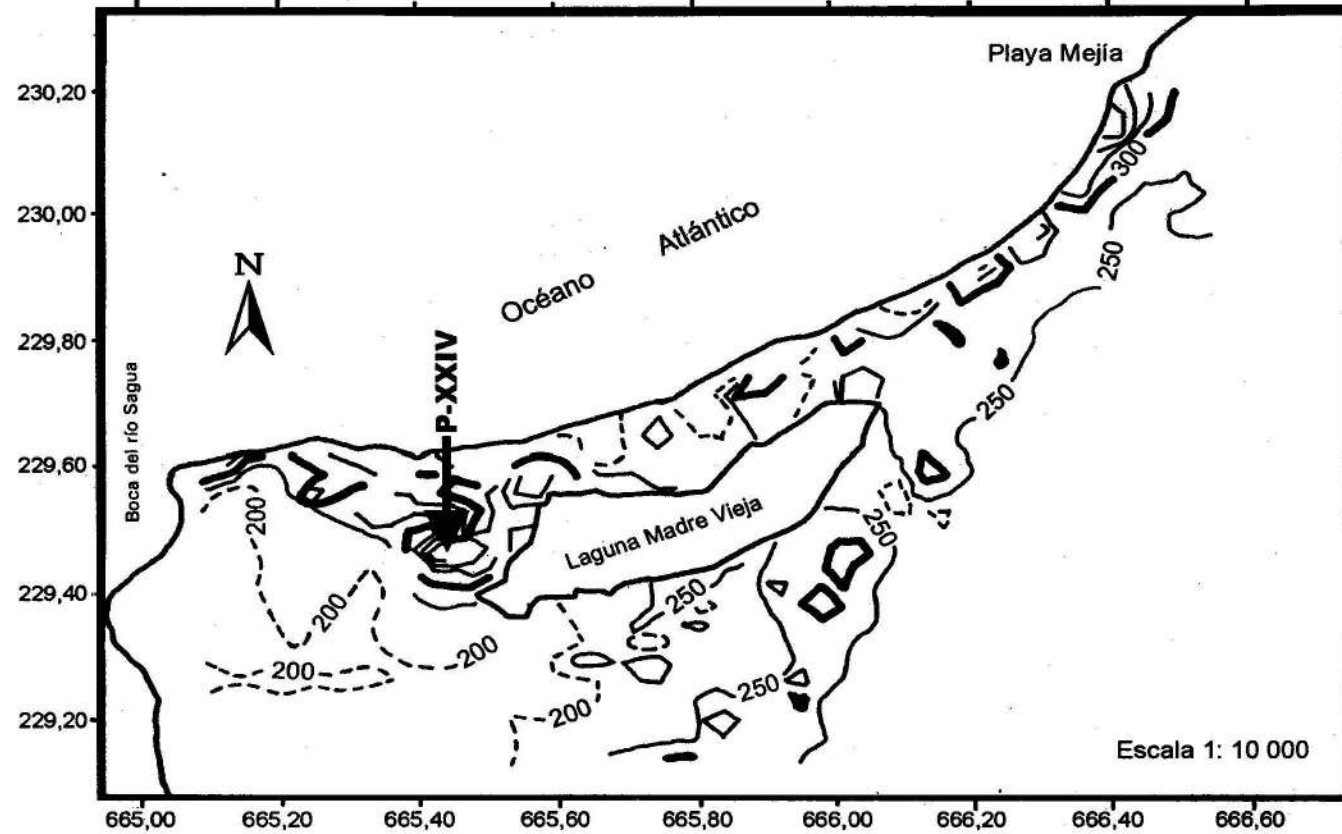 Playa Mejía
230,20
300
230,00
Océano Atlántico
250
N
229,80
P-XXIV
Boca del río Sagua
250
229,60
200
Laguna Madre Vieja
250
229,40
200
250
200
200
250
200
229,20
Escala 1: 10 000
665,00 665,20 665,40 665,60 665,80 666,00 666,20 666,40 666,60